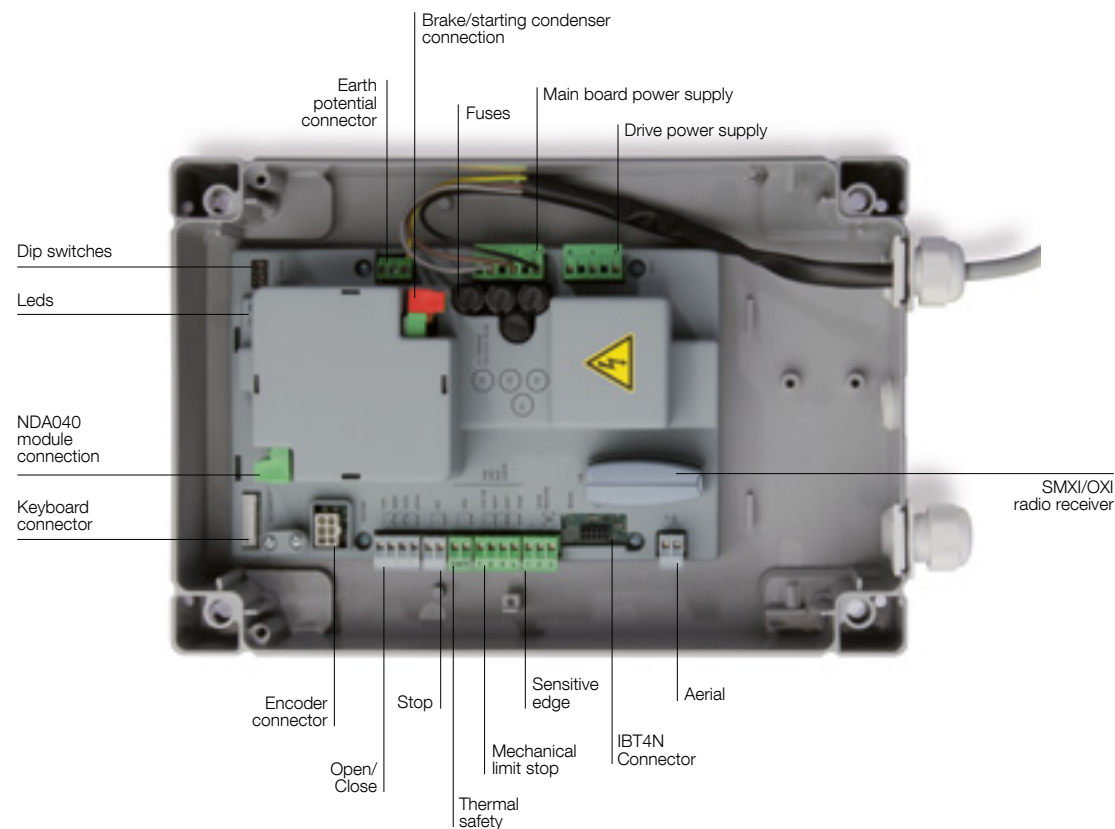 Brake/starting condenser
connection
Earth
potential
connector
Fuses
Main board power supply
Drive power supply
Dip switches
Leds
NDA040
module
connection
Keyboard
connector
SMXI/OXI
radio receiver
Encoder
connector
Open/
Close
Stop
Thermal
safety
Mechanical
limit stop
Sensitive
edge
IBT4N
Connector
Aerial